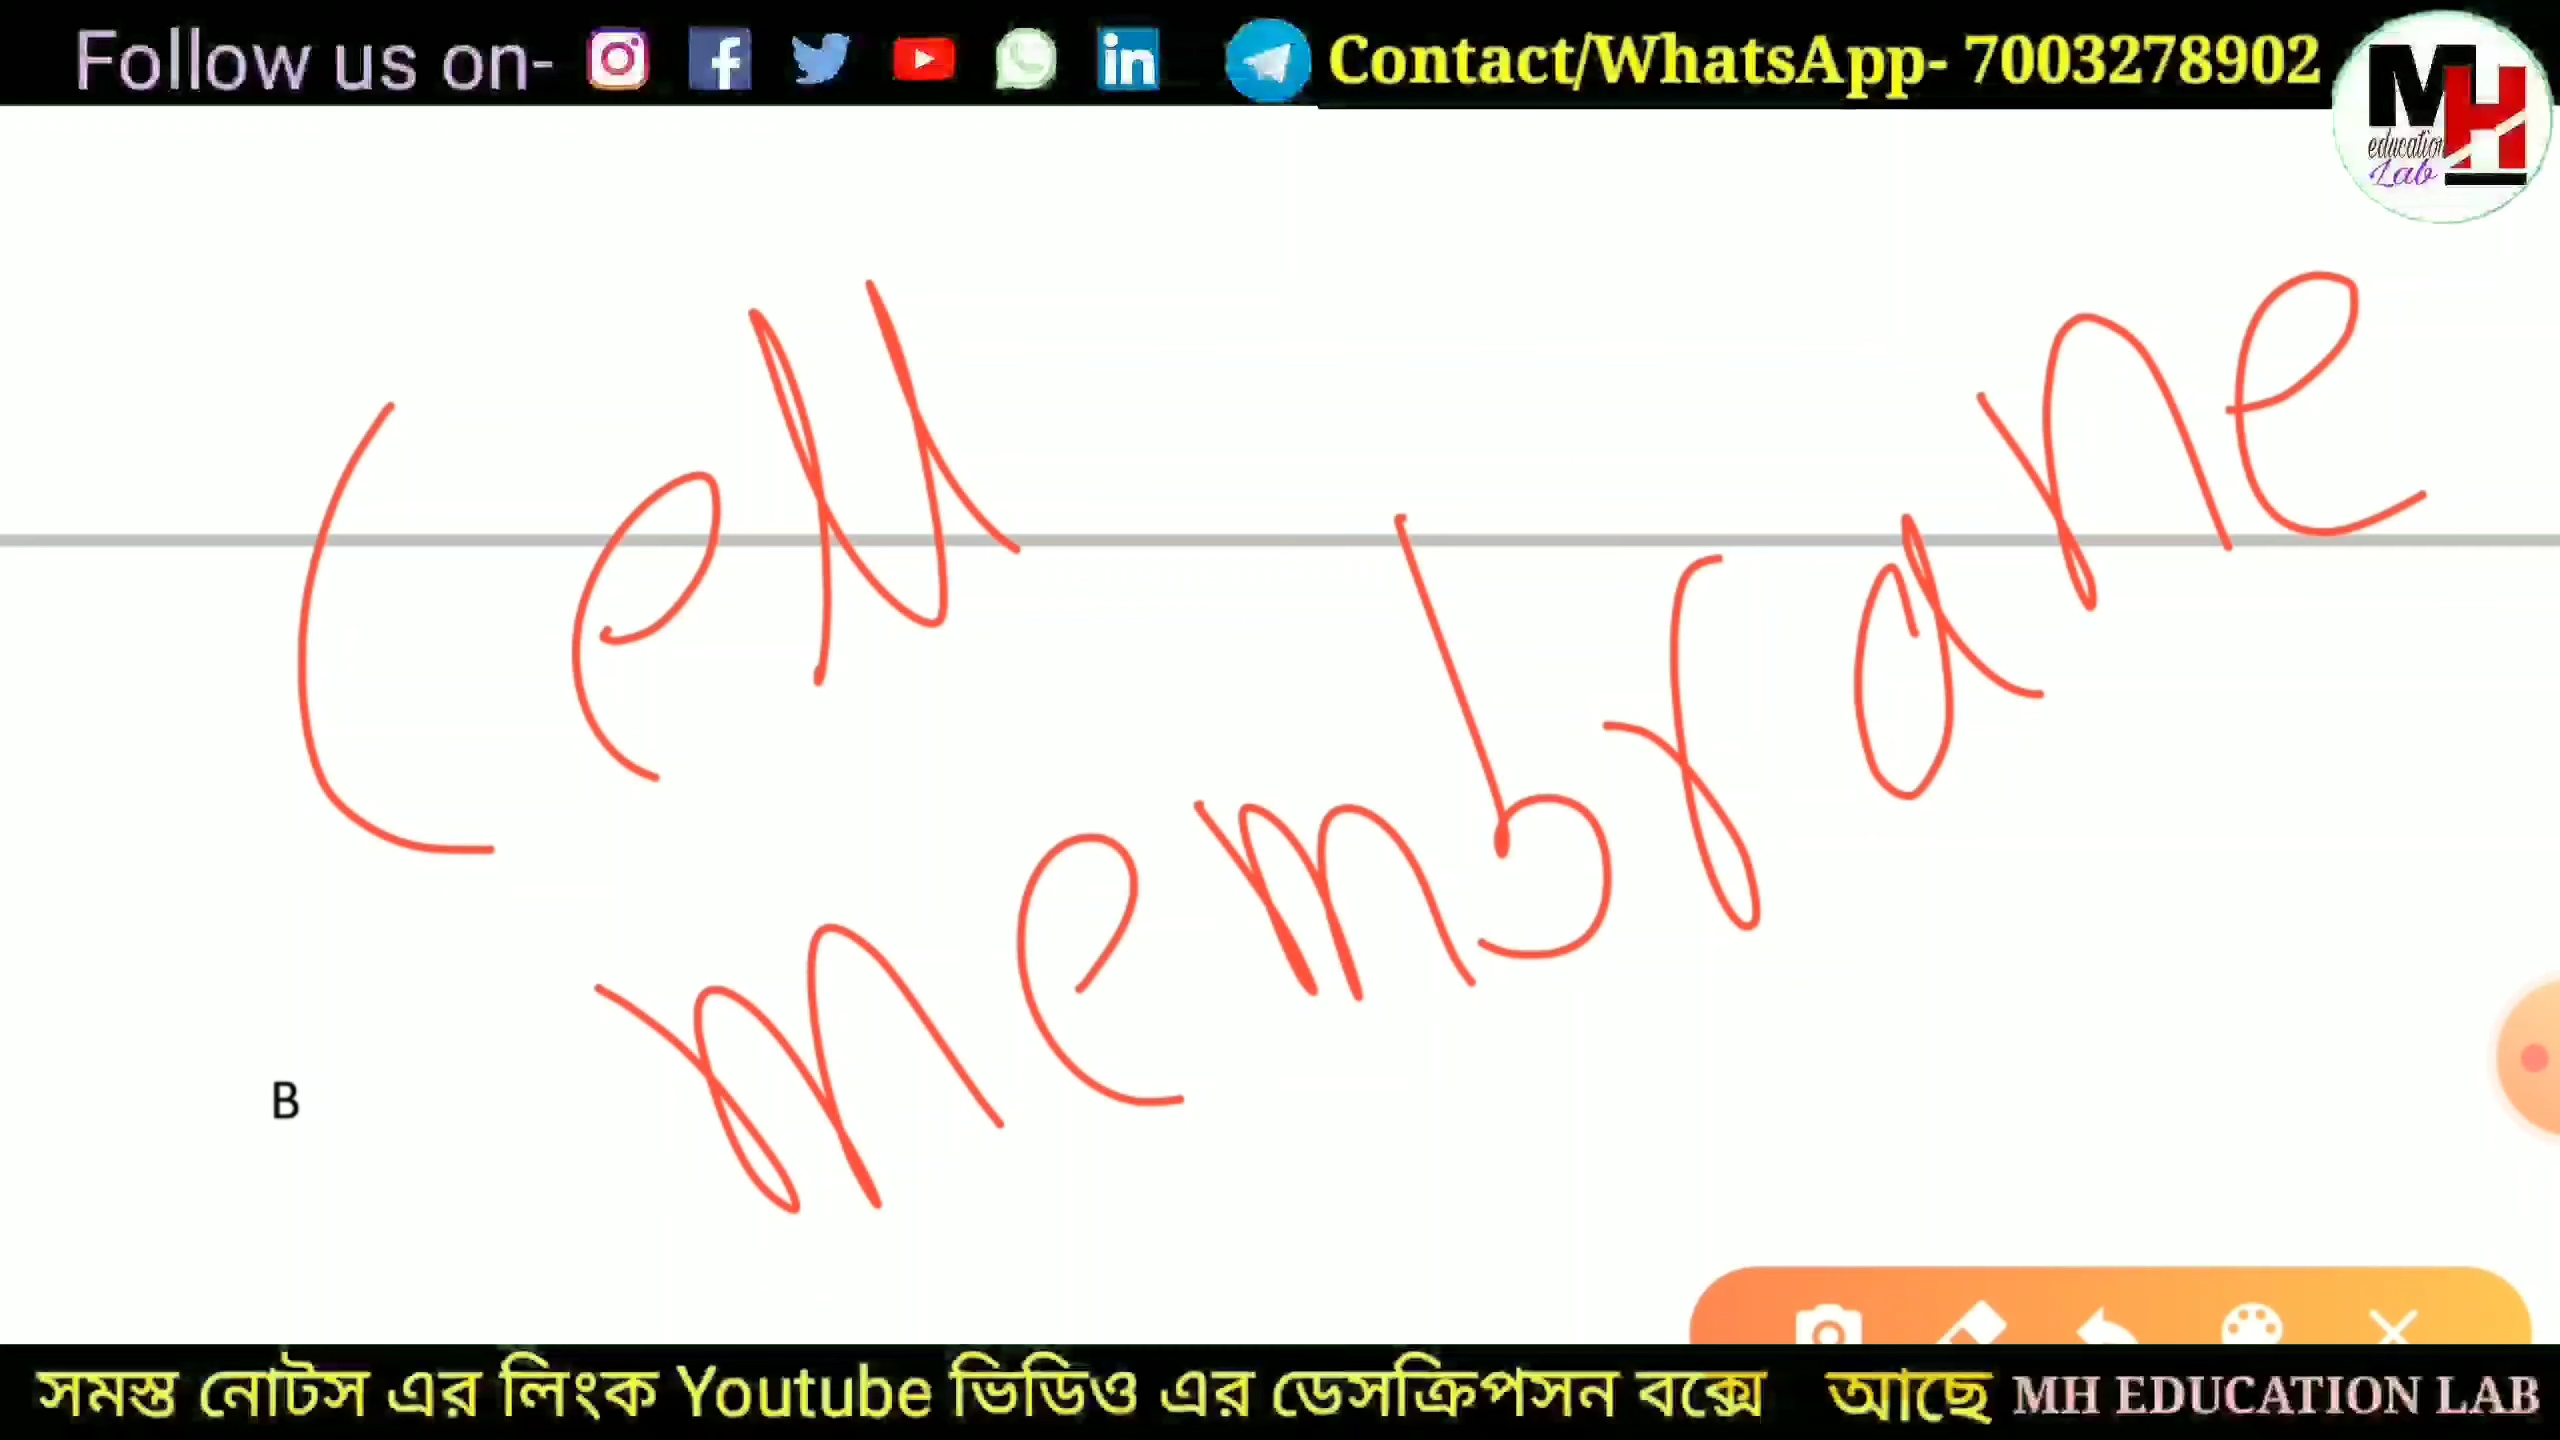 Follow us on- Contact/WhatsApp- 7003278902
MH
education
Lab
Cell
membrane
B
সমস্ত নোটস এর লিংক Youtube ভিডিও এর ডেসক্রিপসন বক্সে আছে MH EDUCATION LAB